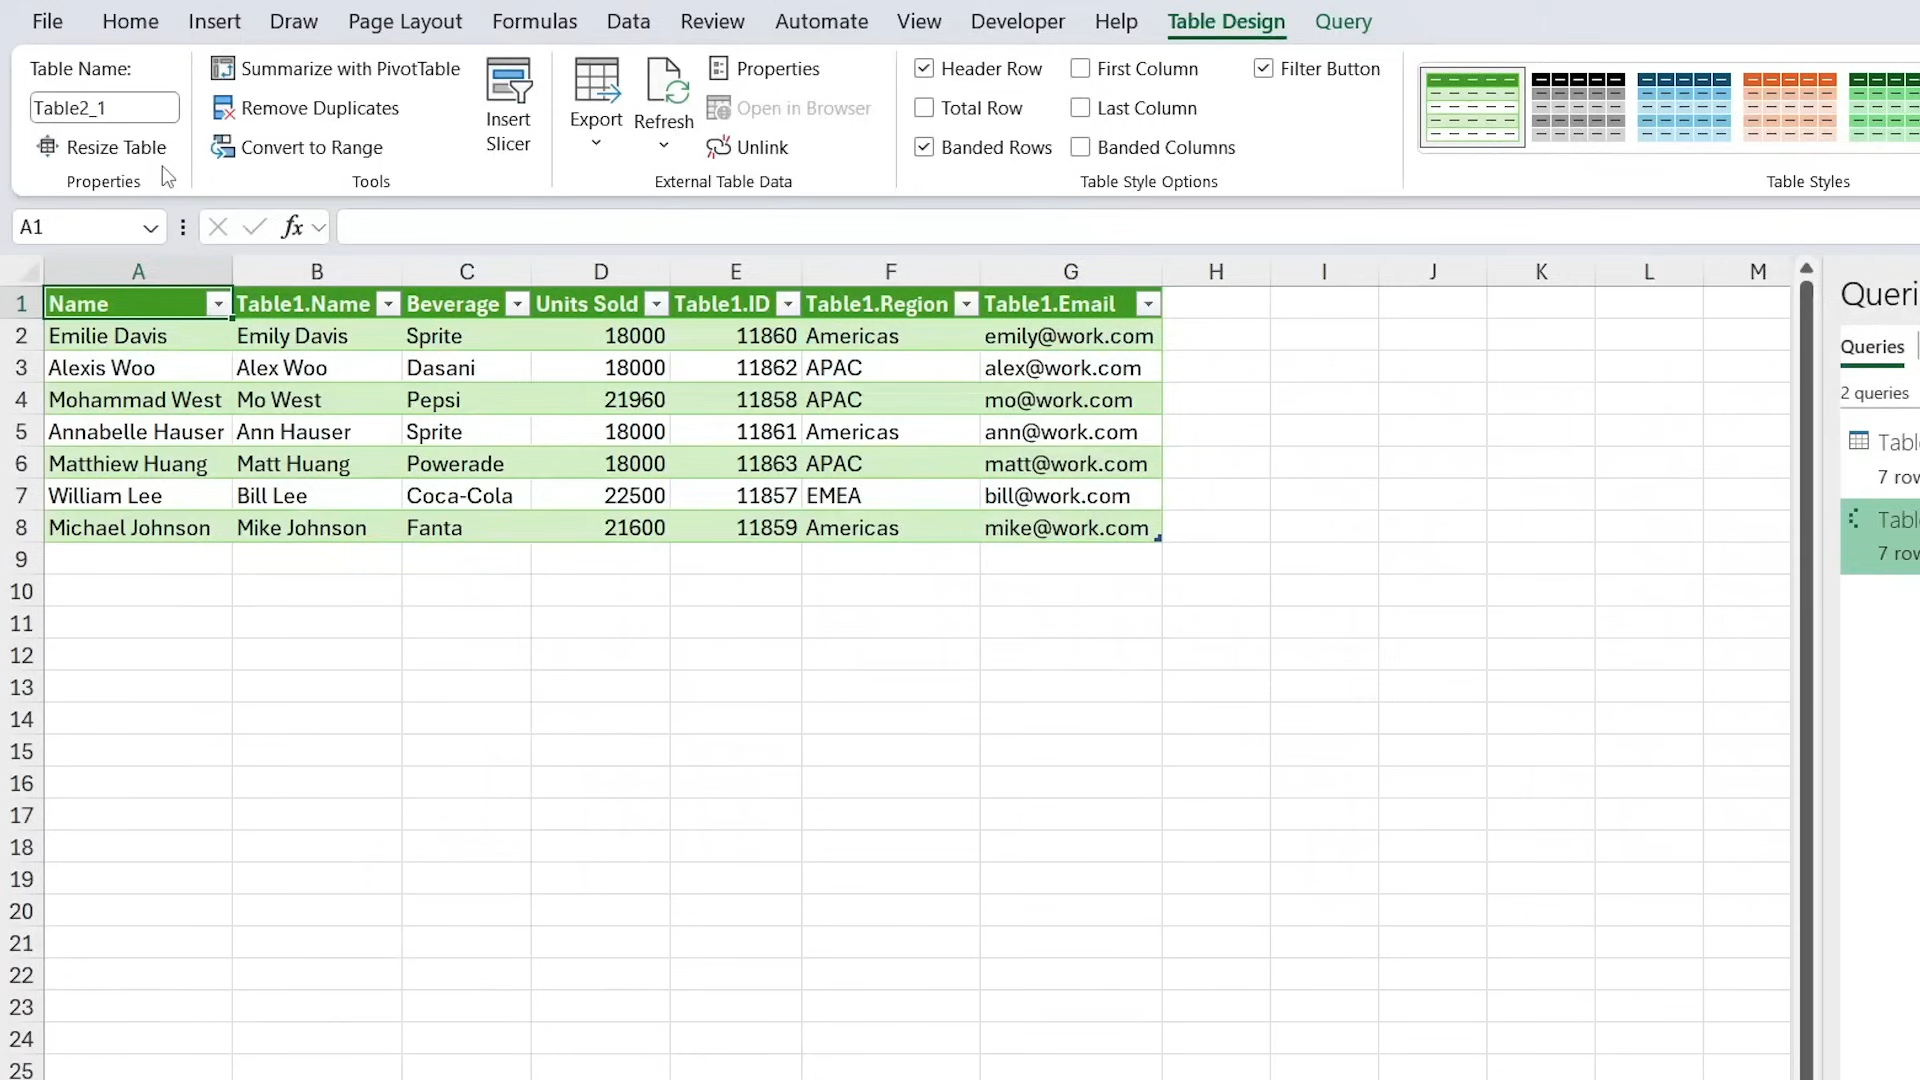 File Home Insert Draw Page Layout Formulas Data Review Automate View Developer Help Table Design Query
Table Name:
Table2_1
Resize Table
Properties
Summarize with PivotTable
Remove Duplicates
Convert to Range
Tools
Insert
Slicer
Export
Refresh
Properties
Open in Browser
Unlink
External Table Data
Header Row
Total Row
Banded Rows
First Column
Last Column
Banded Columns
Filter Button
Table Style Options
Table Styles
A1
fx
A B C D E F G H I J K L M
1 Name Table1.Name Beverage Units Sold Table1.ID Table1.Region Table1.Email
2 Emilie Davis Emily Davis Sprite 18000 11860 Americas emily@work.com
3 Alexis Woo Alex Woo Dasani 18000 11862 APAC alex@work.com
4 Mohammad West Mo West Pepsi 21960 11858 APAC mo@work.com
5 Annabelle Hauser Ann Hauser Sprite 18000 11861 Americas ann@work.com
6 Matthiew Huang Matt Huang Powerade 18000 11863 APAC matt@work.com
7 William Lee Bill Lee Coca-Cola 22500 11857 EMEA bill@work.com
8 Michael Johnson Mike Johnson Fanta 21600 11859 Americas mike@work.com
9
10
11
12
13
14
15
16
17
18
19
20
21
22
23
24
25
Queri
Queries
2 queries
Table
7 row
Table
7 row